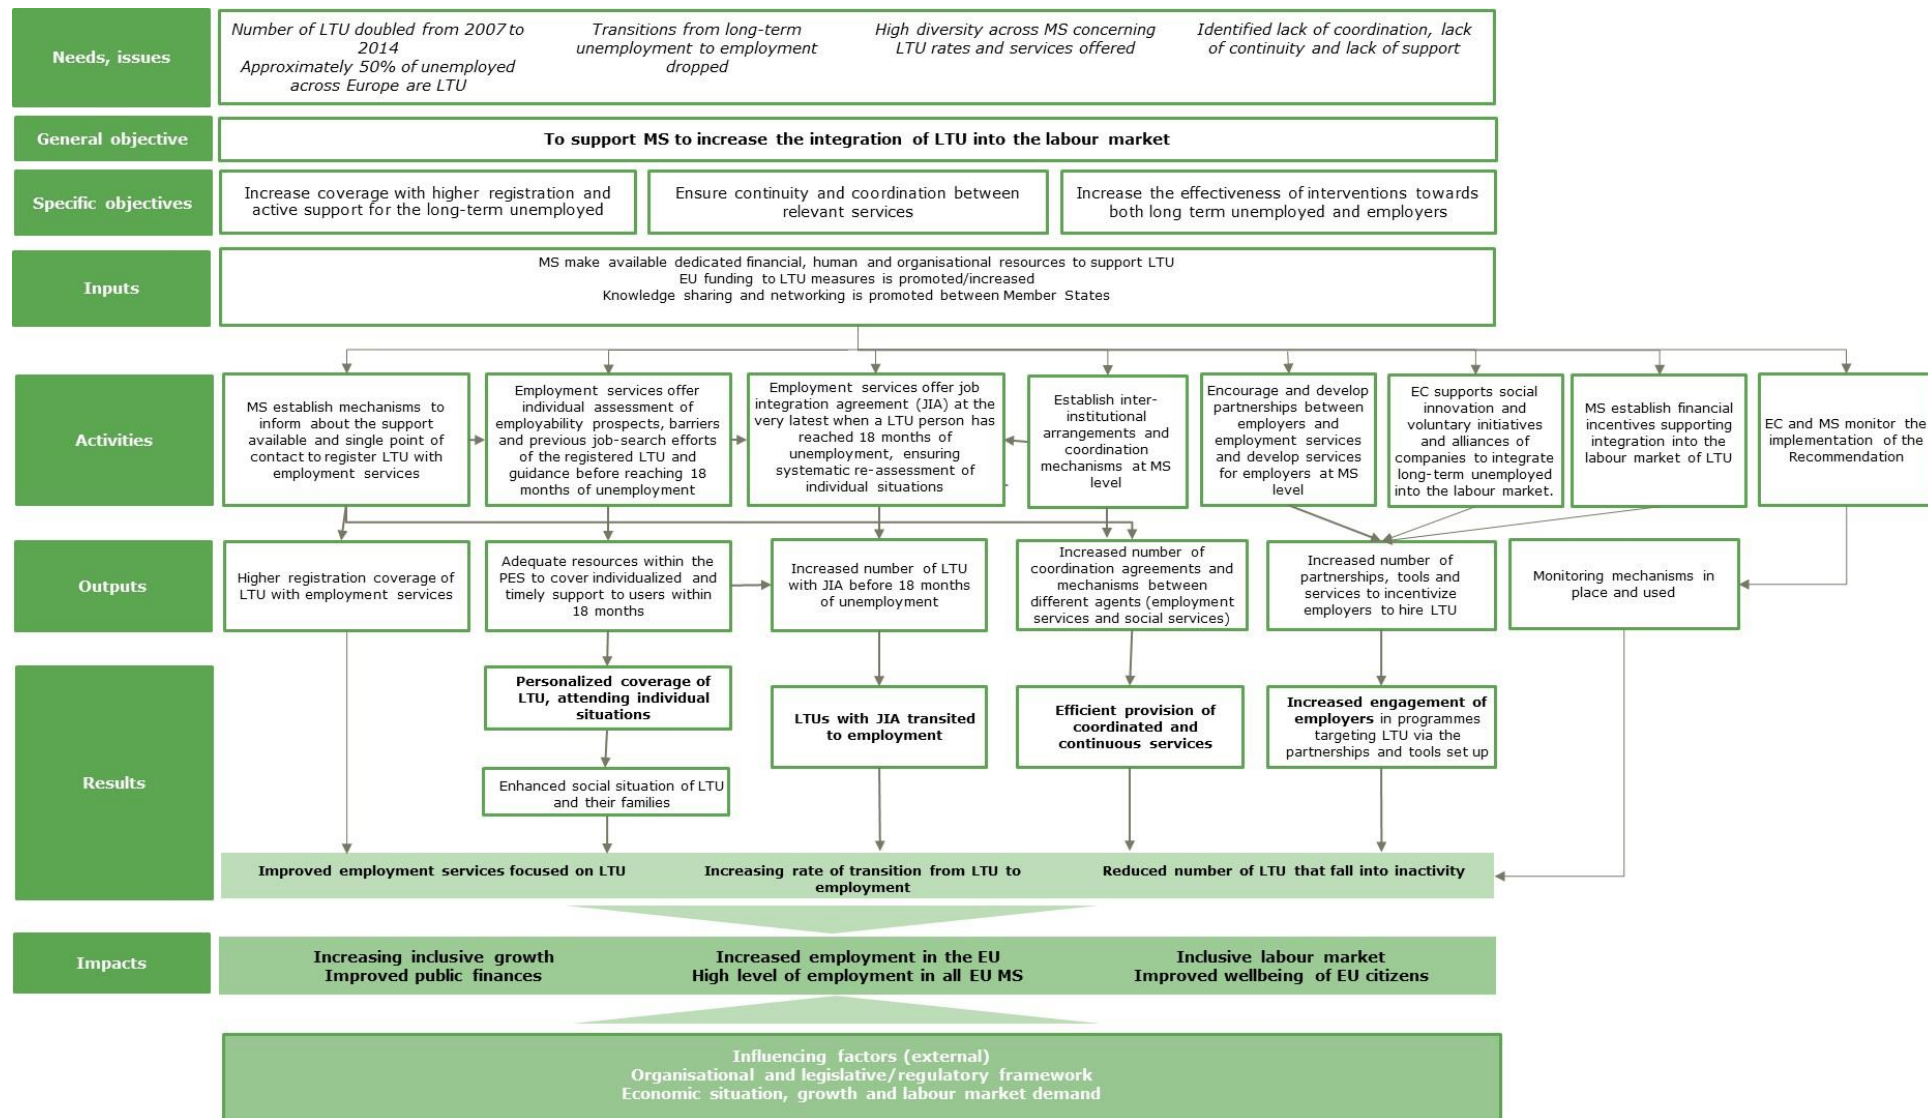 Needs, issues
Number of LTU doubled from 2007 to
2014
Approximately 50% of unemployed
across Europe are LTU
Transitions from long-term
unemployment to employment
dropped
High diversity across MS concerning
LTU rates and services offered
Identified lack of coordination, lack
of continuity and lack of support
General objective
To support MS to increase the integration of LTU into the labour market
Specific objectives
Increase coverage with higher registration and
active support for the long-term unemployed
Ensure continuity and coordination between
relevant services
Increase the effectiveness of interventions towards
both long term unemployed and employers
Inputs
MS make available dedicated financial, human and organisational resources to support LTU
EU funding to LTU measures is promoted/increased
Knowledge sharing and networking is promoted between Member States
Activities
MS establish mechanisms to
inform about the support
available and single point of
contact to register LTU with
employment services
Employment services offer
individual assessment of
employability prospects, barriers
and previous job-search efforts
of the registered LTU and
guidance before reaching 18
months of unemployment
Employment services offer job
integration agreement (JIA) at the
very latest when a LTU person has
reached 18 months of
unemployment, ensuring
systematic re-assessment of
individual situations
Establish inter-
institutional
arrangements and
coordination
mechanisms at MS
level
Encourage and develop
partnerships between
employers and
employment services
and develop services
for employers at MS
level
EC supports social
innovation and
voluntary initiatives
and alliances of
companies to integrate
long-term unemployed
into the labour market.
MS establish financial
incentives supporting
integration into the
labour market of LTU
EC and MS monitor the
implementation of the
Recommendation
Outputs
Higher registration coverage of
LTU with employment services
Adequate resources within the
PES to cover individualized and
timely support to users within
18 months
Increased number of LTU
with JIA before 18 months
of unemployment
Increased number of
coordination agreements and
mechanisms between
different agents (employment
services and social services)
Increased number of
partnerships, tools and
services to incentivize
employers to hire LTU
Monitoring mechanisms in
place and used
Results
Personalized coverage of
LTU, attending individual
situations
Enhanced social situation of LTU
and their families
LTUs with JIA transited
to employment
Efficient provision of
coordinated and
continuous services
Increased engagement of
employers in programmes
targeting LTU via the
partnerships and tools set up
Improved employment services focused on LTU
Increasing rate of transition from LTU to
employment
Reduced number of LTU that fall into inactivity
Impacts
Increasing inclusive growth
Improved public finances
Increased employment in the EU
High level of employment in all EU MS
Inclusive labour market
Improved wellbeing of EU citizens
Influencing factors (external)
Organisational and legislative/regulatory framework
Economic situation, growth and labour market demand